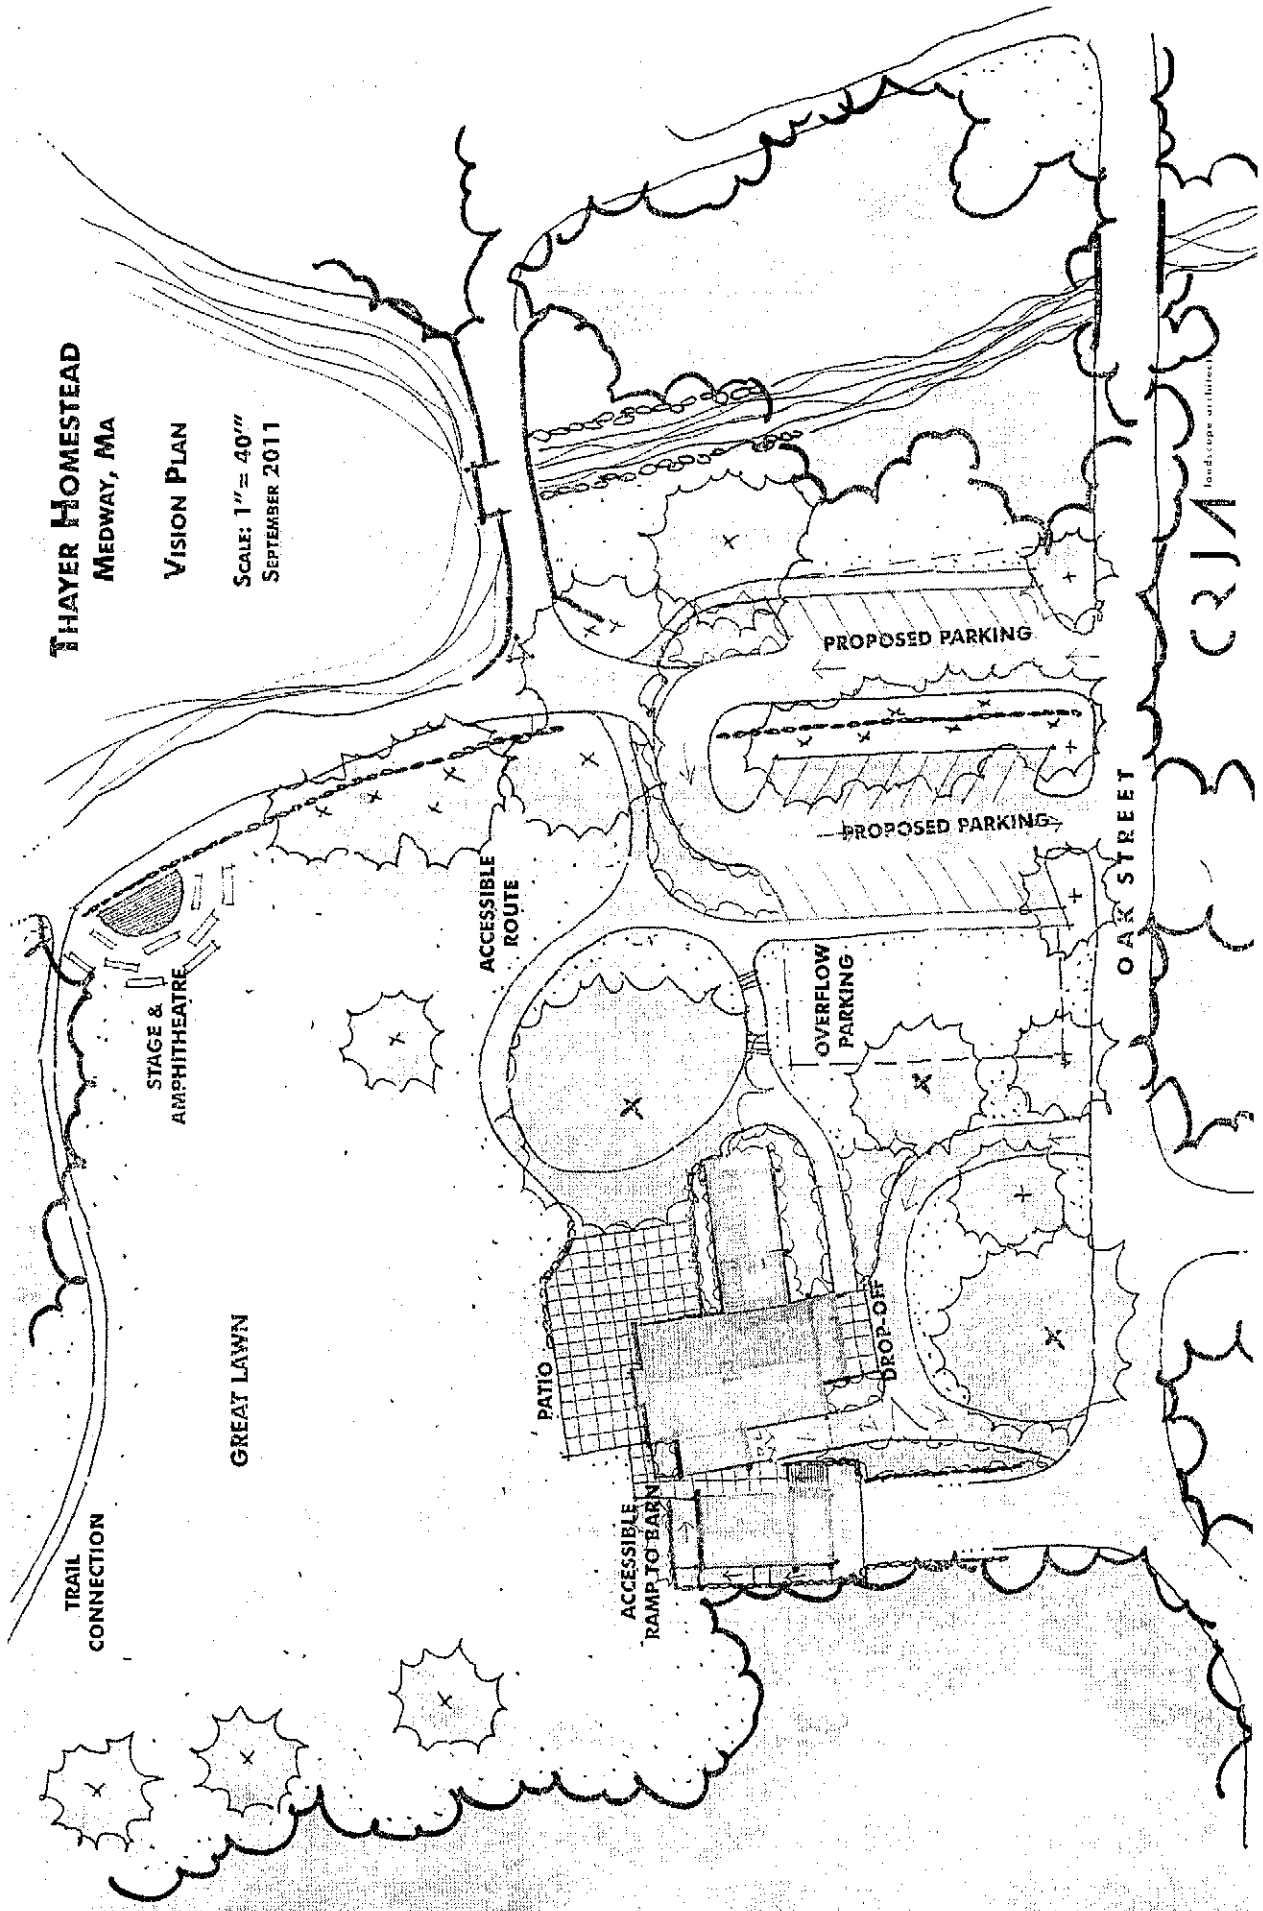 THAYER HOMESTEAD
MEDWAY, MA
VISION PLAN
SCALE: 1"= 40'"
SEPTEMBER 2011
TRAIL
CONNECTION
GREAT LAWN
STAGE &
AMPHITHEATRE
ACCESSIBLE
ROUTE
PATIO
ACCESSIBLE
RAMP TO BARN
DROP-OFF
OVERFLOW
PARKING
PROPOSED PARKING
PROPOSED PARKING
OAK STREET
CRJA
landscape architects